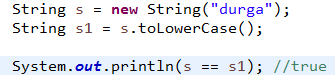 String s = new String("durga");
String s1 = s.toLowerCase();
System.out.println(s == s1); //true